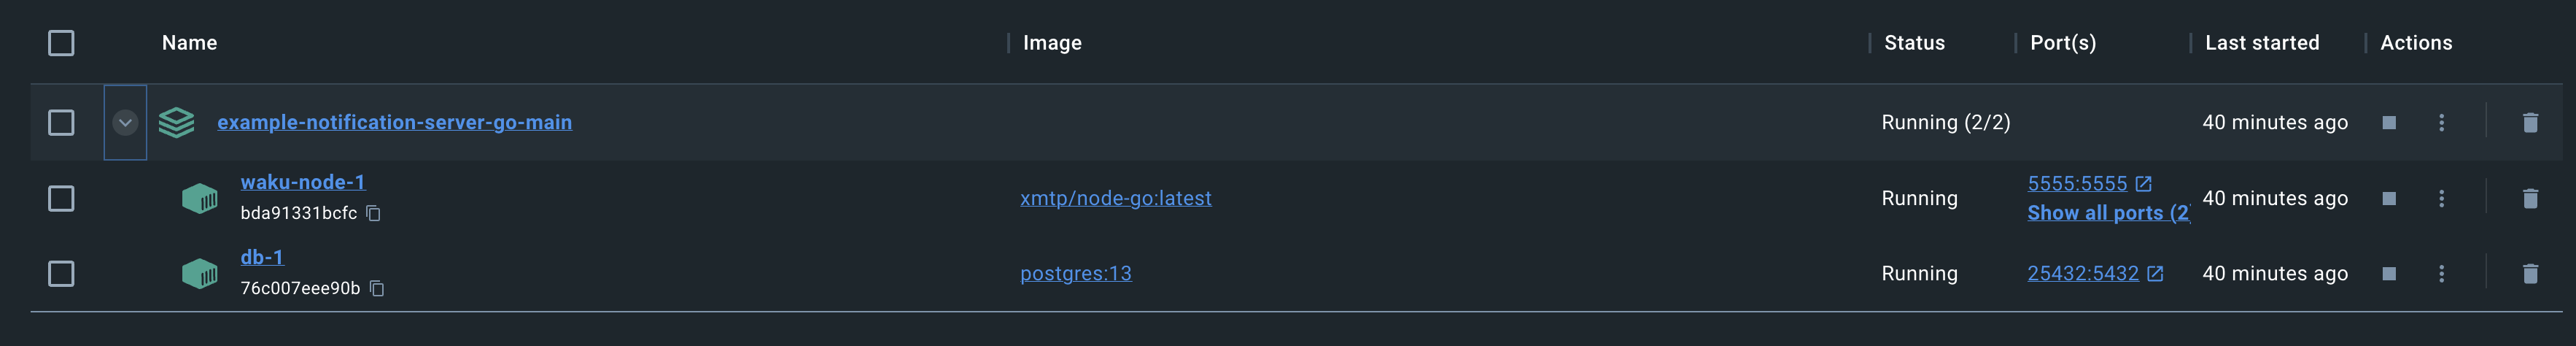 Name Image Status Port(s) Last started Actions
example-notification-server-go-main Running (2/2) 40 minutes ago
waku-node-1 xmtp/node-go:latest Running 5555:5555 40 minutes ago
bda91331bcfc Show all ports (2
db-1 postgres:13 Running 25432:5432 40 minutes ago
76c007eee90b